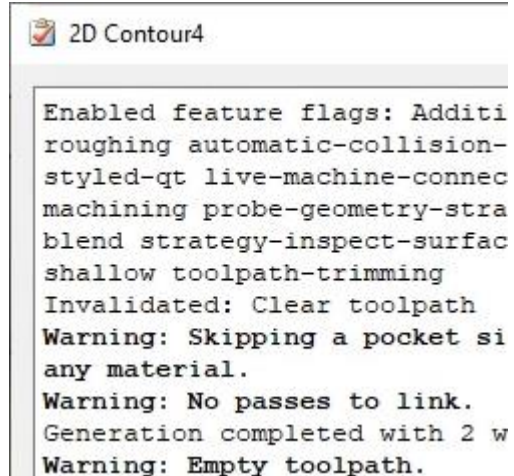 2D Contour4
Enabled feature flags: Additi
roughing automatic-collision-
styled-qt live-machine-connec
machining probe-geometry-stra
blend strategy-inspect-surfac
shallow toolpath-trimming
Invalidated: Clear toolpath
Warning: Skipping a pocket si
any material.
Warning: No passes to link.
Generation completed with 2 w
Warning: Empty toolpath.